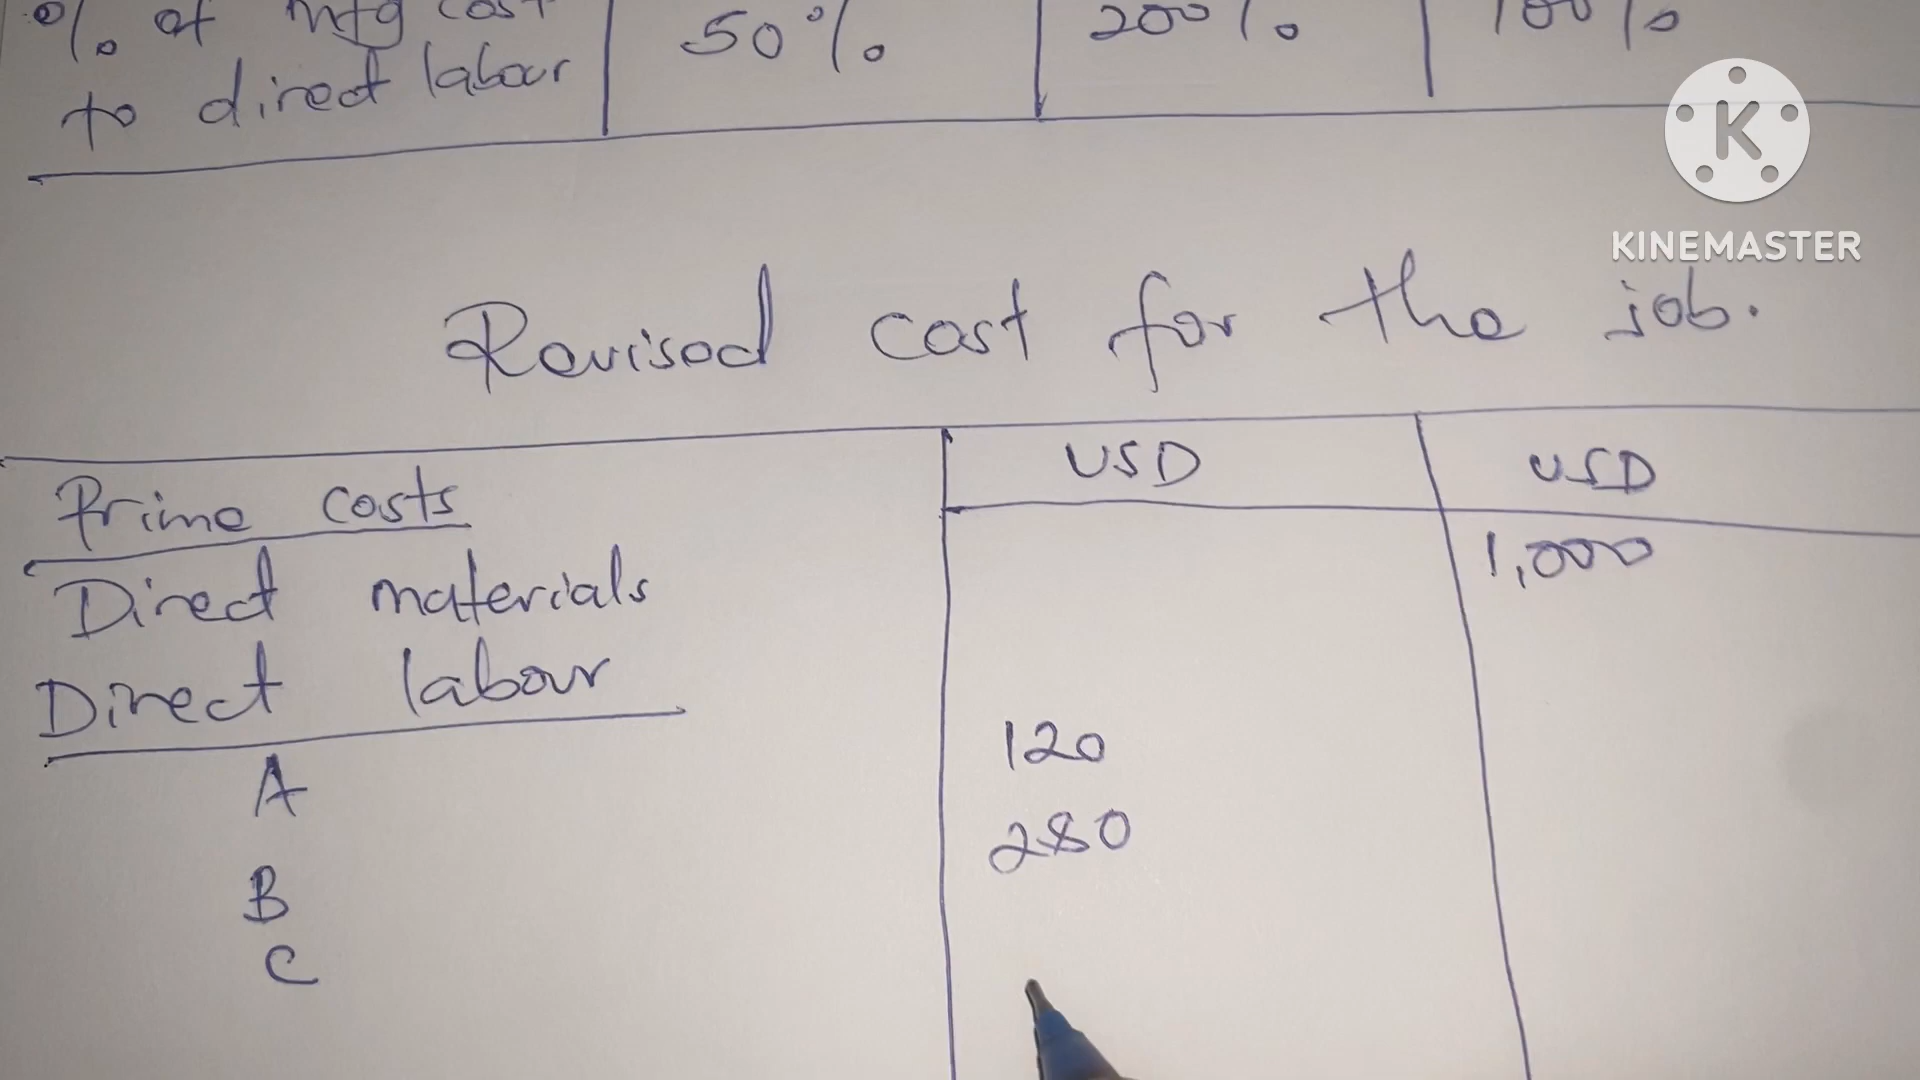 % of mfg cost
to direct labour 50% 200% 100%
KINEMASTER
Revised cost for the job.
Prime costs USD USD
Direct materials 1,000
Direct labour
A 120
B 280
C